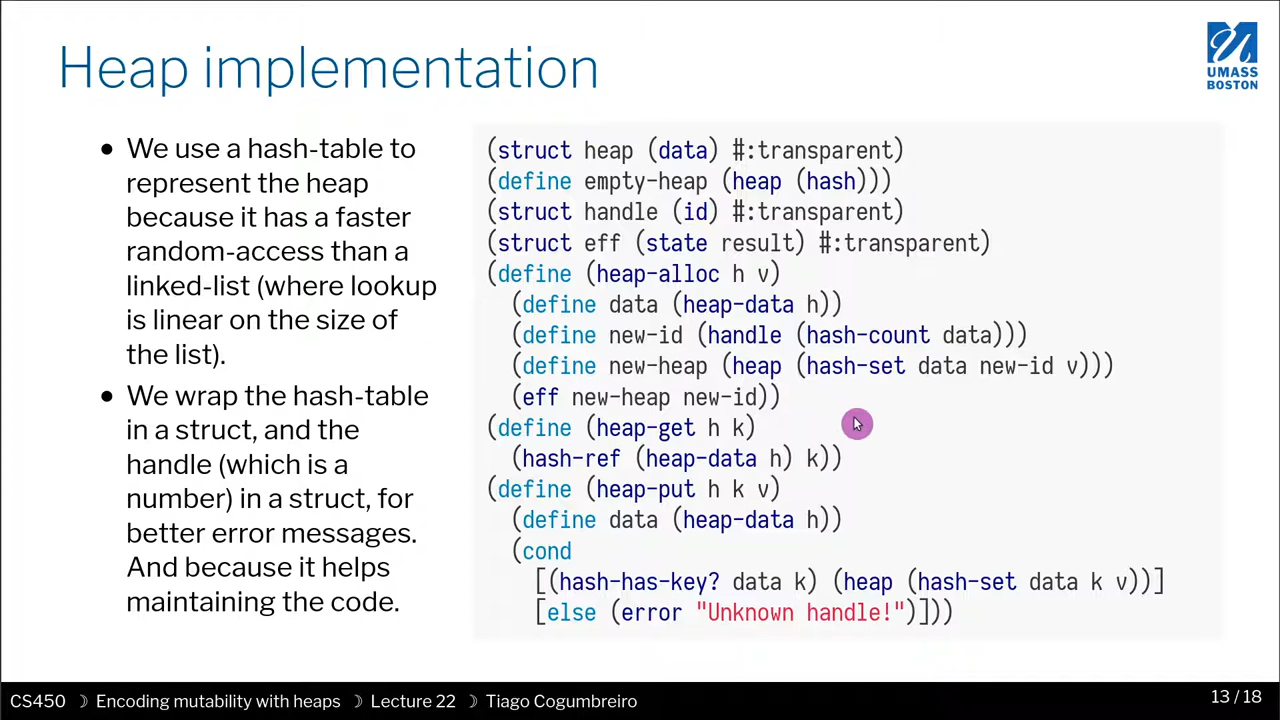 Heap implementation
UMASS
BOSTON
• We use a hash-table to
represent the heap
because it has a faster
random-access than a
linked-list (where lookup
is linear on the size of
the list).
• We wrap the hash-table
in a struct, and the
handle (which is a
number) in a struct, for
better error messages.
And because it helps
maintaining the code.
(struct heap (data) #:transparent)
(define empty-heap (heap (hash)))
(struct handle (id) #:transparent)
(struct eff (state result) #:transparent)
(define (heap-alloc h v)
  (define data (heap-data h))
  (define new-id (handle (hash-count data)))
  (define new-heap (heap (hash-set data new-id v)))
  (eff new-heap new-id))
(define (heap-get h k)
  (hash-ref (heap-data h) k))
(define (heap-put h k v)
  (define data (heap-data h))
  (cond
    [(hash-has-key? data k) (heap (hash-set data k v))]
    [else (error "Unknown handle!")]))
CS450 ☽ Encoding mutability with heaps ☽ Lecture 22 ☽ Tiago Cogumbreiro
13 / 18